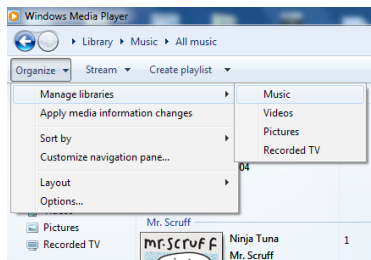 Windows Media Player
Library Music All music
Organize Stream Create playlist
Manage libraries
Apply media information changes
Sort by
Customize navigation pane...
Layout
Options...
Music
Videos
Pictures
Recorded TV
04
Pictures
Recorded TV
Mr. Scruff
mr.scruff
Ninja Tuna
Mr. Scruff
1